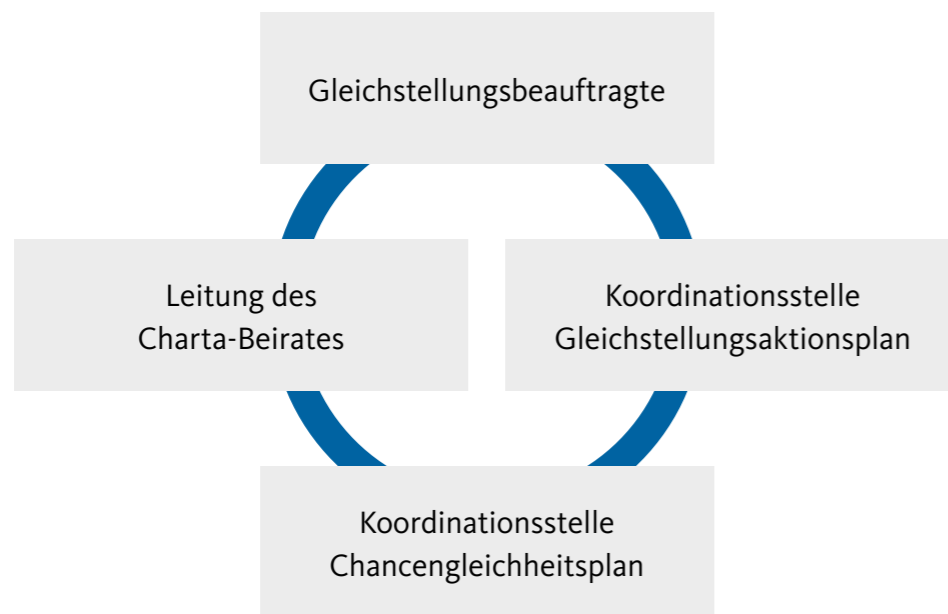 Gleichstellungsbeauftragte
Leitung des
Charta-Beirates
Koordinationsstelle
Gleichstellungsaktionsplan
Koordinationsstelle
Chancengleichheitsplan